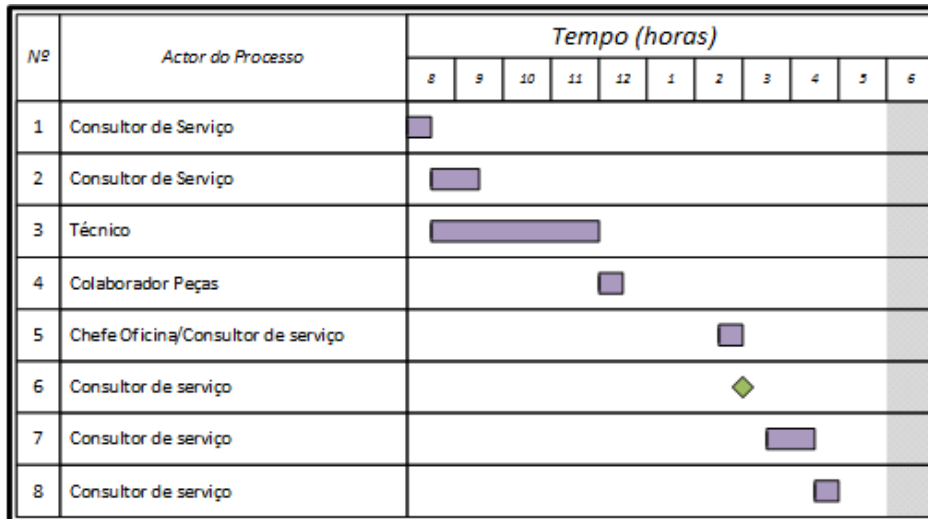 Nº Actor do Processo Tempo (horas)
8 9 10 11 12 1 2 3 4 5 6
1 Consultor de Serviço
2 Consultor de Serviço
3 Técnico
4 Colaborador Peças
5 Chefe Oficina/Consultor de serviço
6 Consultor de serviço
7 Consultor de serviço
8 Consultor de serviço